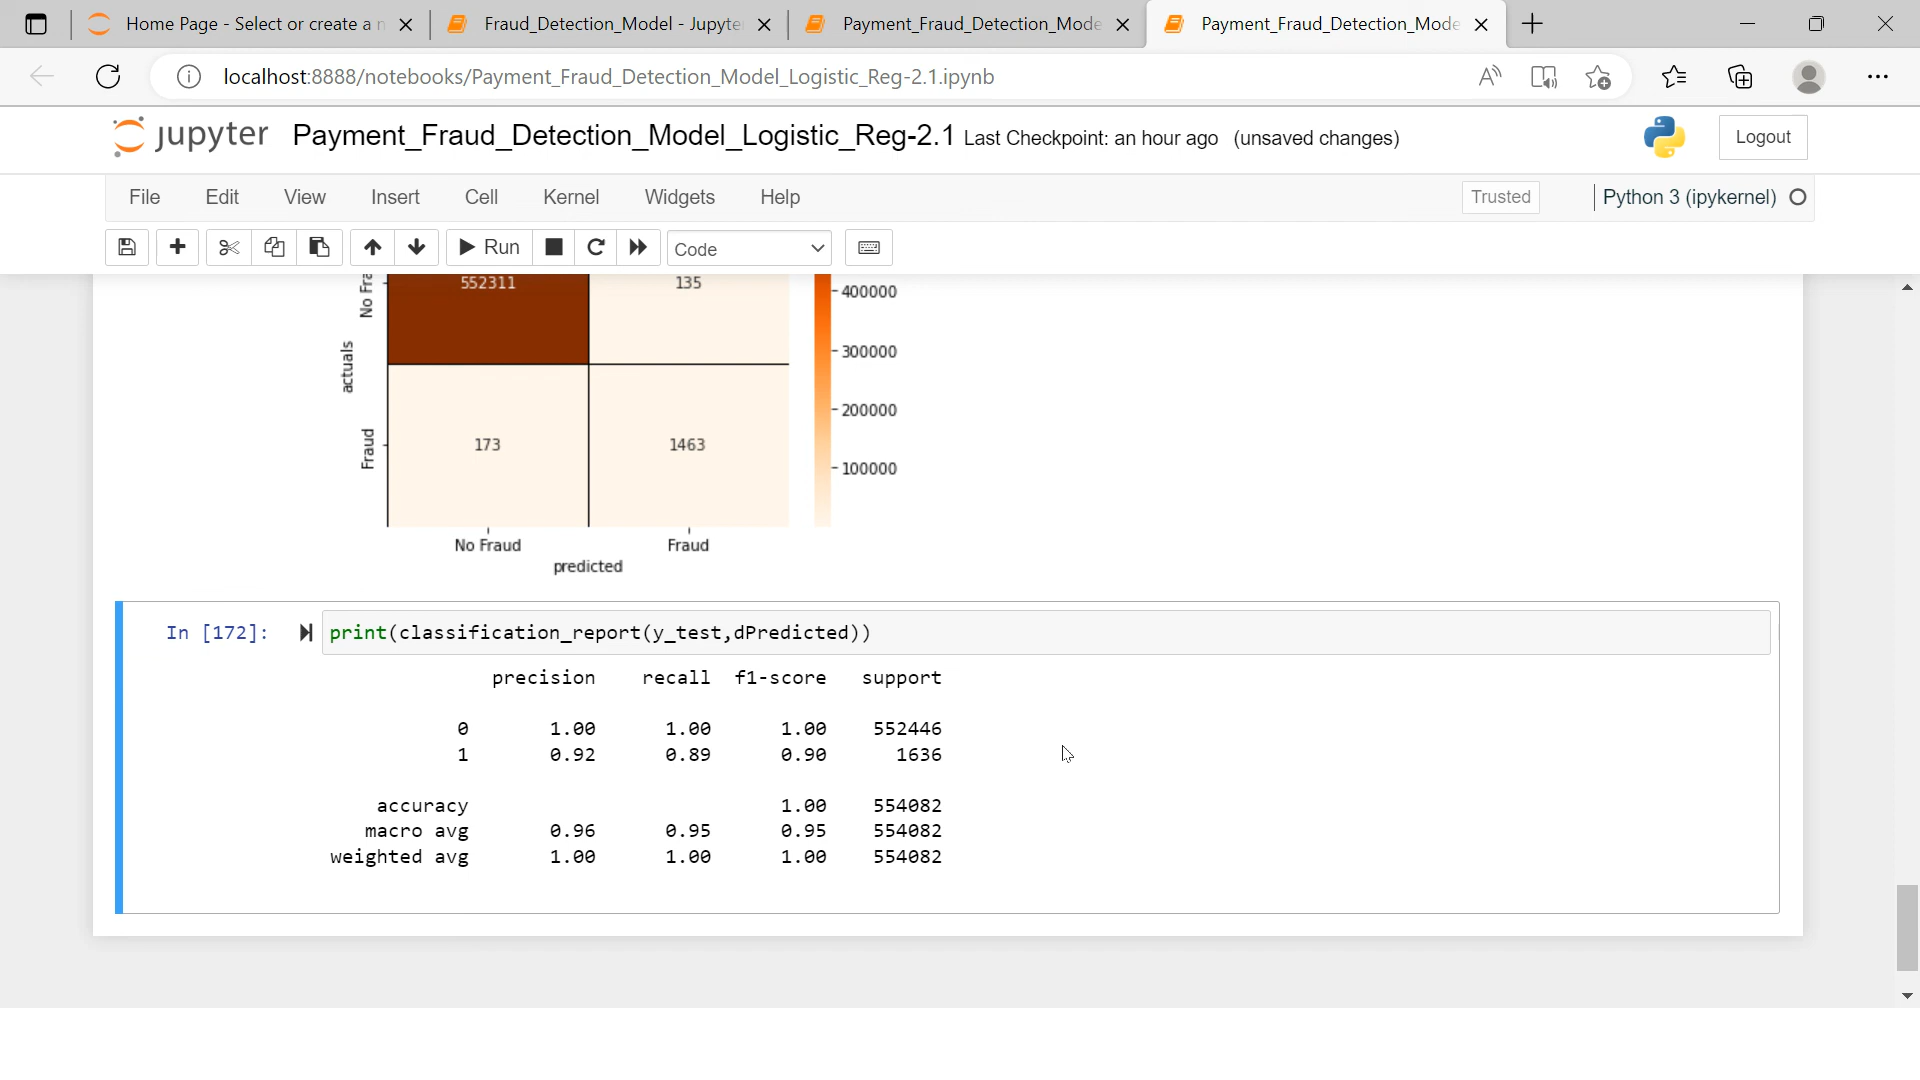 Home Page - Select or create a n
Fraud_Detection_Model - Jupyte
Payment_Fraud_Detection_Mode
Payment_Fraud_Detection_Mode
localhost:8888/notebooks/Payment_Fraud_Detection_Model_Logistic_Reg-2.1.ipynb
jupyter Payment_Fraud_Detection_Model_Logistic_Reg-2.1 Last Checkpoint: an hour ago (unsaved changes)
Logout
File Edit View Insert Cell Kernel Widgets Help
Trusted
Python 3 (ipykernel)
Run
Code
No Fra
552311 135
400000
300000
200000
100000
actuals
Fraud
173 1463
No Fraud Fraud
predicted
In [172]: print(classification_report(y_test,dPredicted))
precision recall f1-score support
0 1.00 1.00 1.00 552446
1 0.92 0.89 0.90 1636
accuracy 1.00 554082
macro avg 0.96 0.95 0.95 554082
weighted avg 1.00 1.00 1.00 554082